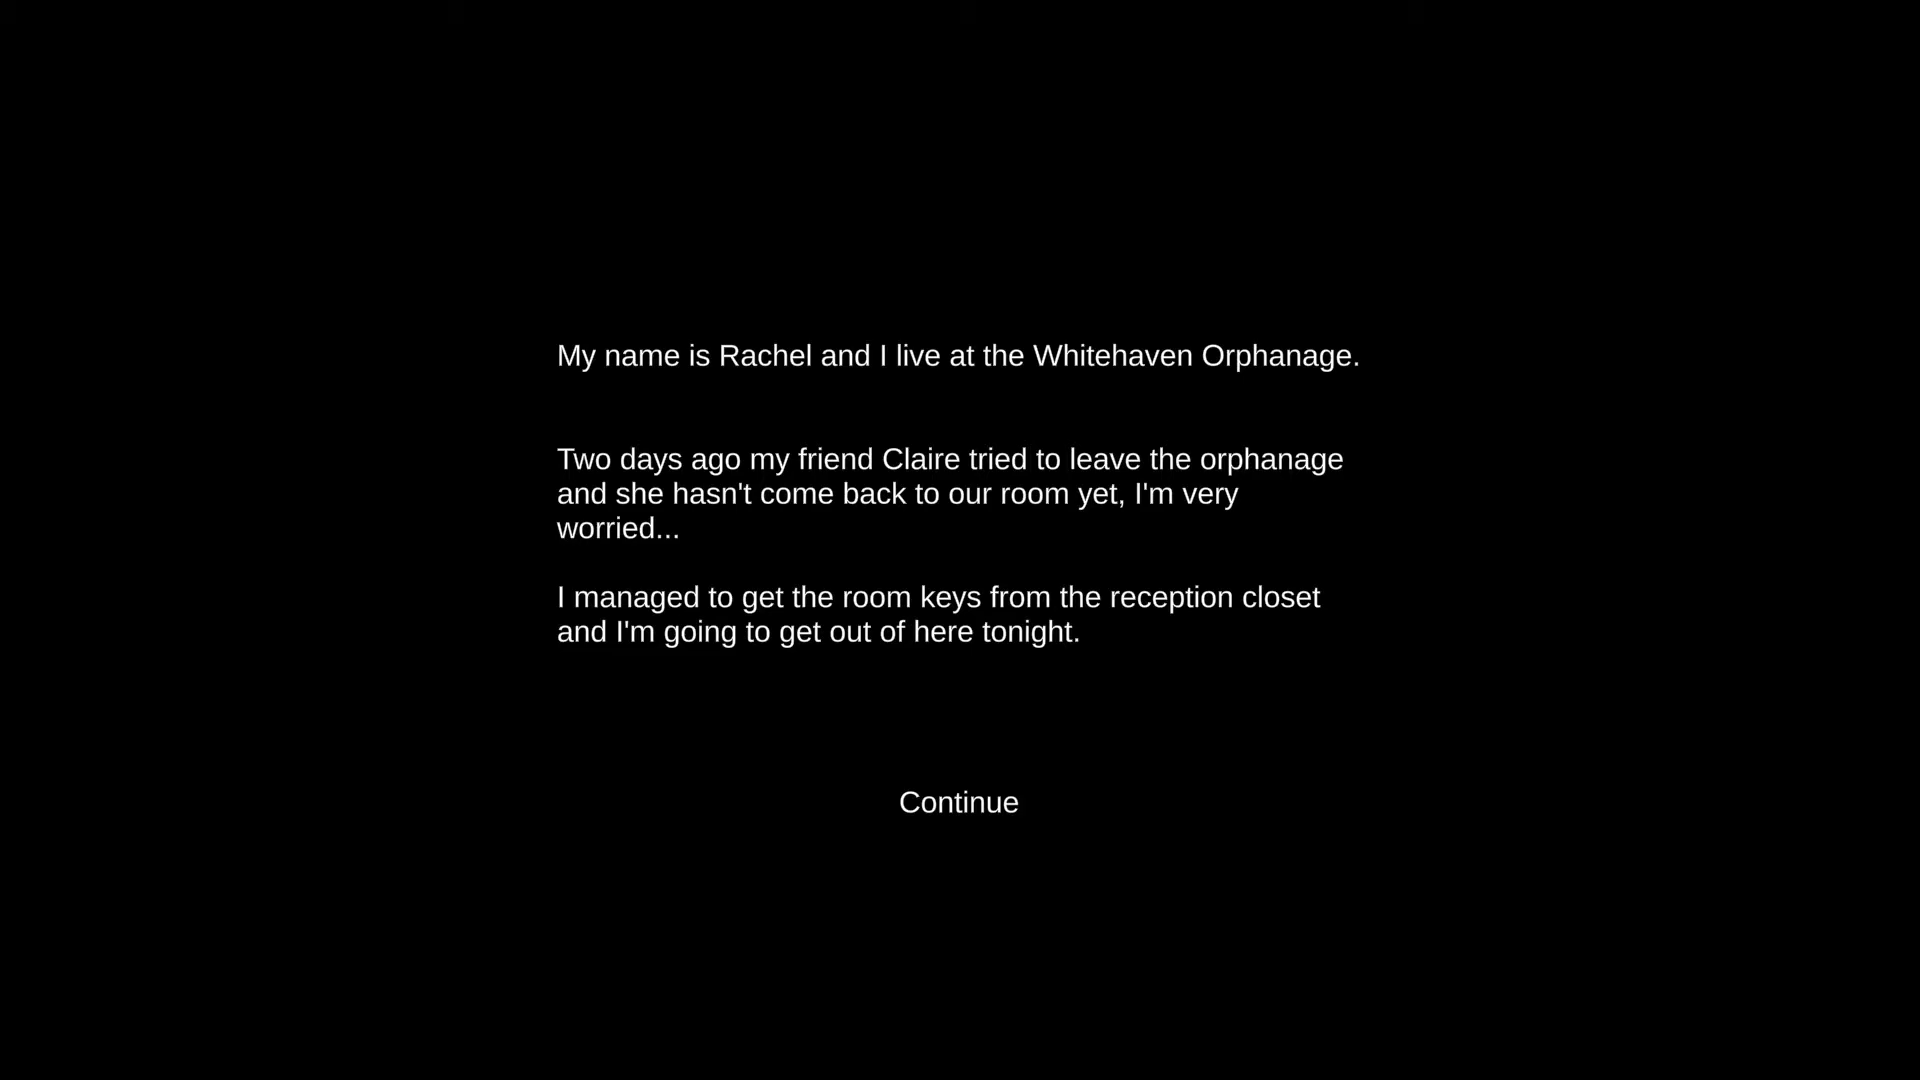 My name is Rachel and I live at the Whitehaven Orphanage.
Two days ago my friend Claire tried to leave the orphanage
and she hasn't come back to our room yet, I'm very
worried...
I managed to get the room keys from the reception closet
and I'm going to get out of here tonight.
Continue